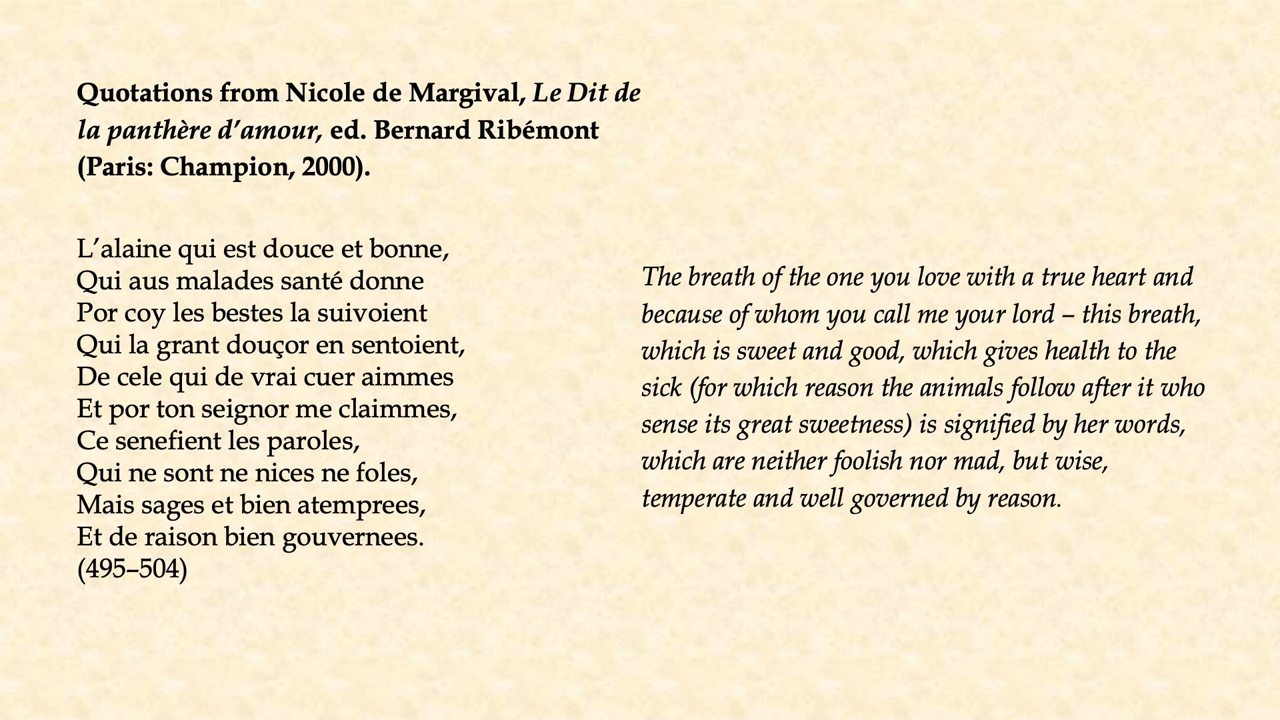 Quotations from Nicole de Margival, Le Dit de
la panthère d’amour, ed. Bernard Ribémont
(Paris: Champion, 2000).
L’alaine qui est douce et bonne,
Qui aus malades santé donne
Por coy les bestes la suivoient
Qui la grant douçor en sentoient,
De cele qui de vrai cuer aimmes
Et por ton seignor me claimmes,
Ce senefient les paroles,
Qui ne sont ne nices ne foles,
Mais sages et bien atemprees,
Et de raison bien gouvernees.
(495–504)
The breath of the one you love with a true heart and
because of whom you call me your lord – this breath,
which is sweet and good, which gives health to the
sick (for which reason the animals follow after it who
sense its great sweetness) is signified by her words,
which are neither foolish nor mad, but wise,
temperate and well governed by reason.